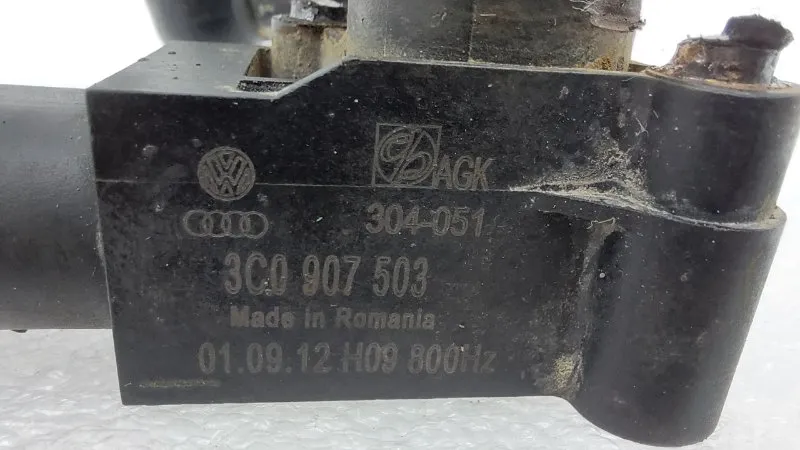 AGK
304-051
3C0 907 503
Made in Romania
01.09.12 H09 800Hz